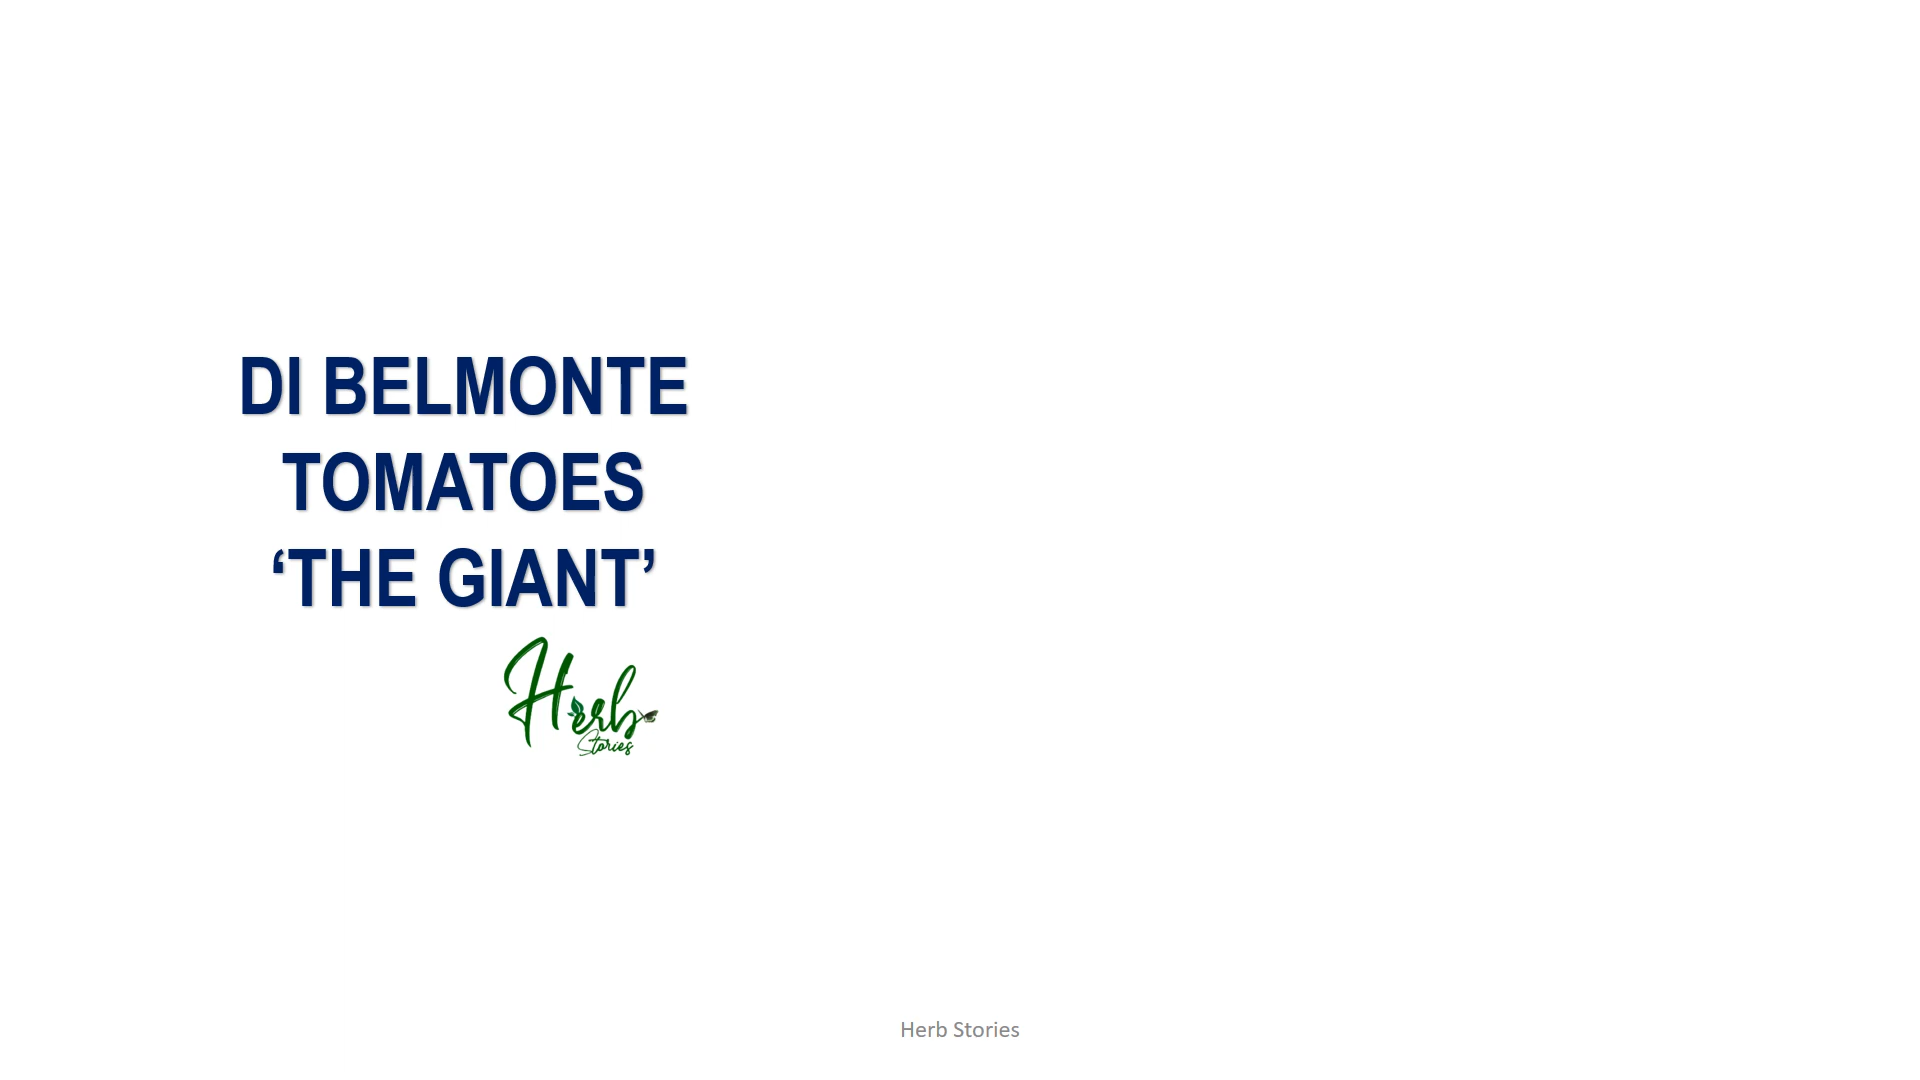 DI BELMONTE
TOMATOES
‘THE GIANT’
Herb
Stories
Herb Stories